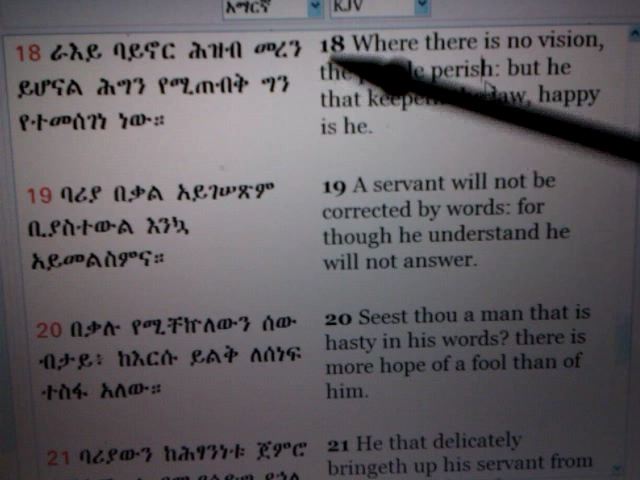 አማርኛ
KJV
18 ራእይ ባይኖር ሕዝብ መረን
ይሆናል ሕግን የሚጠብቅ ግን
የተመሰገነ ነው።
19 ባሪያ በቃል አይገሠጽም
ቢያስተውል እንኳ
አይመልስምና።
20 በቃሉ የሚቸኵለውን ሰው
ብታይ፥ ከእርሱ ይልቅ ለሰነፍ
ተስፋ አለው።
21 ባሪያውን ከሕፃንነቱ ጀምሮ
18 Where there is no vision,
the perish: but he
that law, happy
is he.
19 A servant will not be
corrected by words: for
though he understand he
will not answer.
20 Seest thou a man that is
hasty in his words? there is
more hope of a fool than of
him.
21 He that delicately
bringeth up his servant from